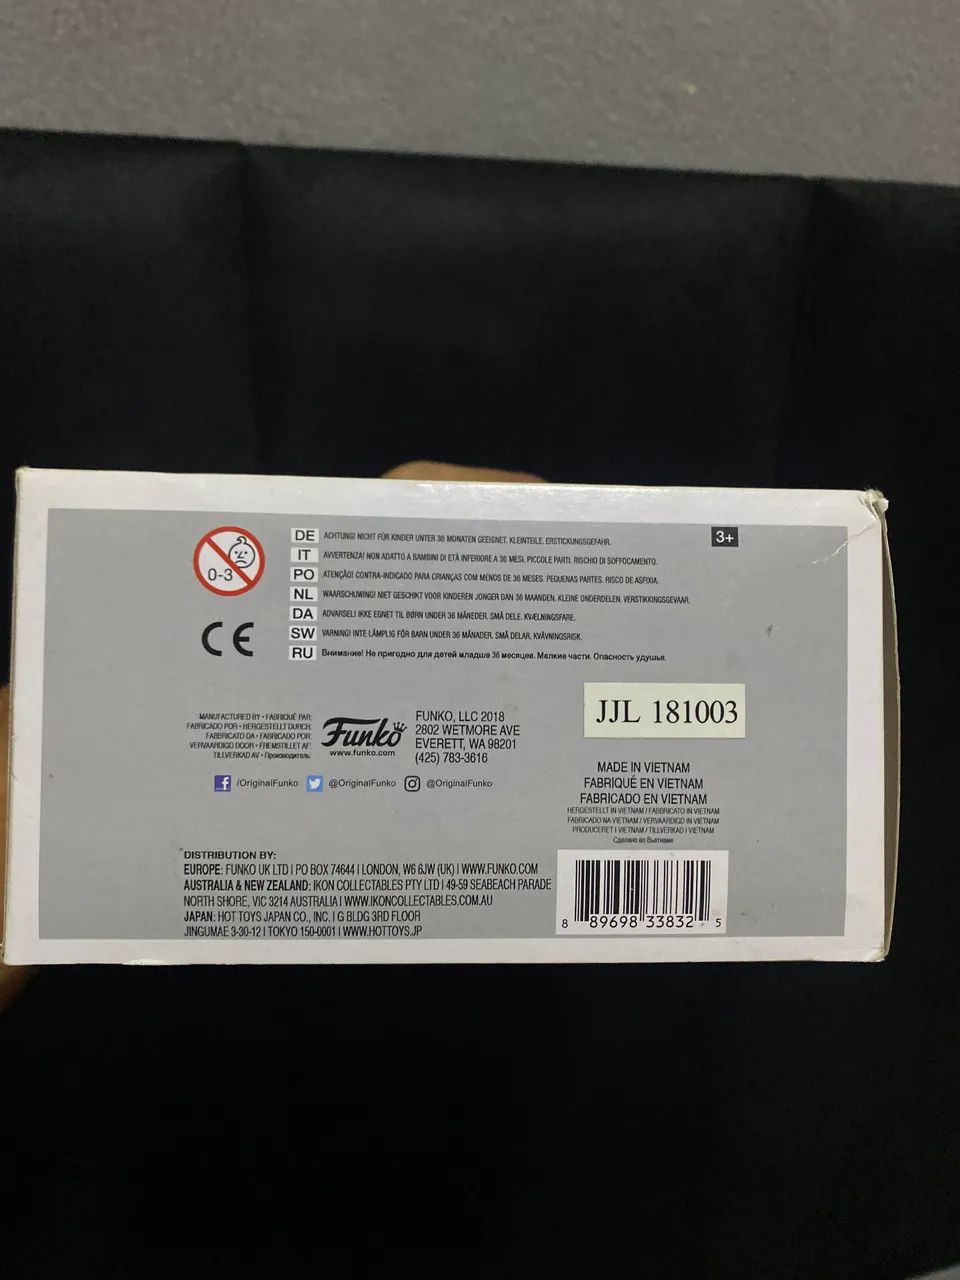 0-3
DE ACHTUNG! NICHT FÜR KINDER UNTER 36 MONATEN GEEIGNET. KLEINTEILE. ERSTICKUNGSGEFAHR.
3+
IT AVVERTENZA! NON ADATTO A BAMBINI DI ETÀ INFERIORE A 36 MESI. PICCOLE PARTI. RISCHIO DI SOFFOCAMENTO.
PO ATENÇÃO! CONTRA-INDICADO PARA CRIANÇAS COM MENOS DE 36 MESES. PEQUENAS PARTES. RISCO DE ASFIXIA.
NL WAARSCHUWING! NIET GESCHIKT VOOR KINDEREN JONGER DAN 36 MAANDEN. KLEINE ONDERDELEN. VERSTIKKINGSGEVAAR.
DA ADVARSEL! IKKE EGNET TIL BØRN UNDER 36 MÅNEDER. SMÅ DELE. KVÆLNINGSFARE.
SW VARNING! INTE LÄMPLIG FÖR BARN UNDER 36 MÅNADER. SMÅ DELAR. KVÄVNINGSRISK.
RU Внимание! Не пригодно для детей младше 36 месяцев. Мелкие части. Опасность удушья.
CE
MANUFACTURED BY • FABRIQUÉ PAR
FABRICADO POR • HERGESTELLT DURCH
FABBRICATO DA • FABRICADO POR
VERVAARDIGD DOOR • FREMSTILLET AF
TILLVERKAD AV • Производитель
Funko
www.funko.com
FUNKO, LLC 2018
2802 WETMORE AVE
EVERETT, WA 98201
(425) 783-3616
/OriginalFunko @OriginalFunko @OriginalFunko
JJL 181003
MADE IN VIETNAM
FABRIQUÉ EN VIETNAM
FABRICADO EN VIETNAM
HERGESTELLT IN VIETNAM / FABBRICATO IN VIETNAM
FABRICADO NA VIETNAM / VERVAARDIGD IN VIETNAM
PRODUCERET I VIETNAM / TILLVERKAD I VIETNAM
Сделано во Вьетнаме
DISTRIBUTION BY:
EUROPE: FUNKO UK LTD | PO BOX 74644 | LONDON, W6 6JW (UK) | WWW.FUNKO.COM
AUSTRALIA & NEW ZEALAND: IKON COLLECTABLES PTY LTD | 49-59 SEABEACH PARADE
NORTH SHORE, VIC 3214 AUSTRALIA | WWW.IKONCOLLECTABLES.COM.AU
JAPAN: HOT TOYS JAPAN CO., INC. | G BLDG 3RD FLOOR
JINGUMAE 3-30-12 | TOKYO 150-0001 | WWW.HOTTOYS.JP
8 89698 33832 5